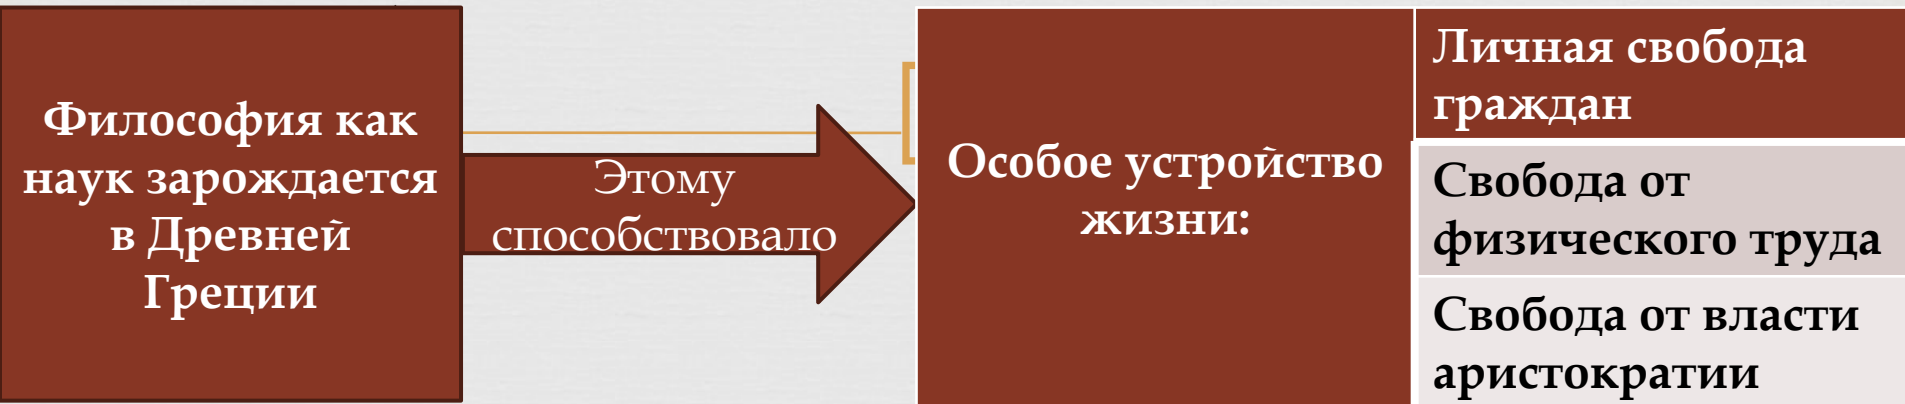 Философия как
наук зарождается
в Древней
Греции
Этому
способствовало
Особое устройство
жизни:
Личная свобода
граждан
Свобода от
физического труда
Свобода от власти
аристократии